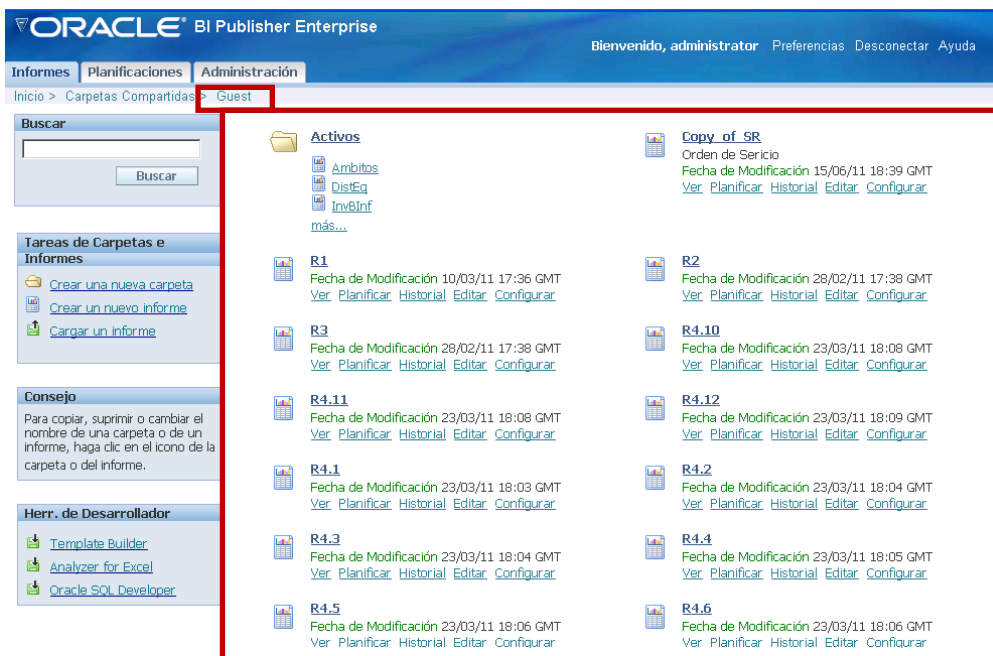 ORACLE® BI Publisher Enterprise
Bienvenido, administrator Preferencias Desconectar Ayuda
Informes Planificaciones Administración
Inicio > Carpetas Compartidas > Guest
Buscar
Buscar
Tareas de Carpetas e
Informes
Crear una nueva carpeta
Crear un nuevo informe
Cargar un informe
Consejo
Para copiar, suprimir o cambiar el
nombre de una carpeta o de un
informe, haga clic en el icono de la
carpeta o del informe.
Herr. de Desarrollador
Template Builder
Analyzer for Excel
Oracle SQL Developer
Activos
Ambitos
DistEq
InvBInf
más...
Copy_of_SR
Orden de Sericio
Fecha de Modificación 15/06/11 18:39 GMT
Ver Planificar Historial Editar Configurar
R1
Fecha de Modificación 10/03/11 17:36 GMT
Ver Planificar Historial Editar Configurar
R2
Fecha de Modificación 28/02/11 17:38 GMT
Ver Planificar Historial Editar Configurar
R3
Fecha de Modificación 28/02/11 17:38 GMT
Ver Planificar Historial Editar Configurar
R4.10
Fecha de Modificación 23/03/11 18:08 GMT
Ver Planificar Historial Editar Configurar
R4.11
Fecha de Modificación 23/03/11 18:08 GMT
Ver Planificar Historial Editar Configurar
R4.12
Fecha de Modificación 23/03/11 18:09 GMT
Ver Planificar Historial Editar Configurar
R4.1
Fecha de Modificación 23/03/11 18:03 GMT
Ver Planificar Historial Editar Configurar
R4.2
Fecha de Modificación 23/03/11 18:04 GMT
Ver Planificar Historial Editar Configurar
R4.3
Fecha de Modificación 23/03/11 18:04 GMT
Ver Planificar Historial Editar Configurar
R4.4
Fecha de Modificación 23/03/11 18:05 GMT
Ver Planificar Historial Editar Configurar
R4.5
Fecha de Modificación 23/03/11 18:06 GMT
Ver Planificar Historial Editar Configurar
R4.6
Fecha de Modificación 23/03/11 18:06 GMT
Ver Planificar Historial Editar Configurar